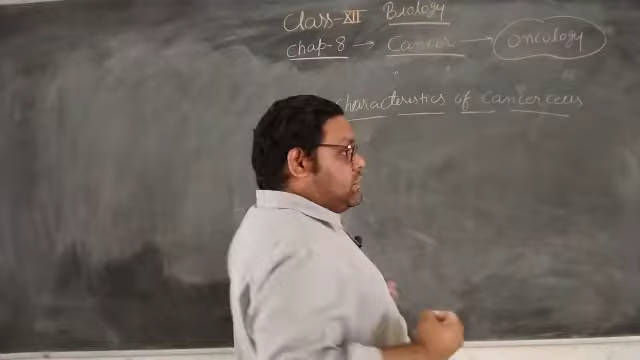 Class-XII Biology
Chap-8 → Cancer → Oncology
" "
Characteristics of Cancer cells